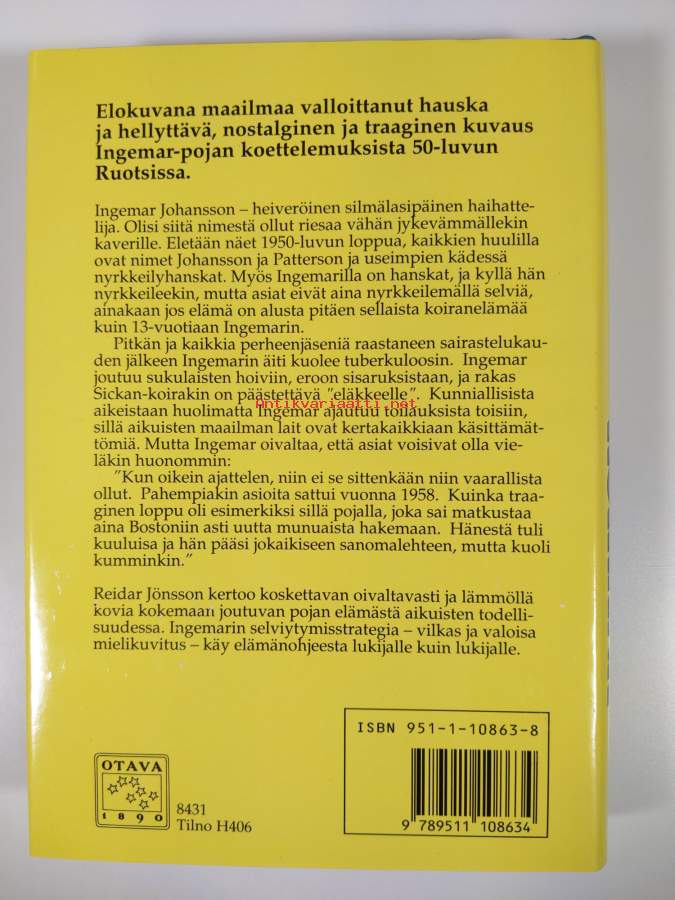 Elokuvana maailmaa valloittanut hauska
ja hellyttävä, nostalginen ja traaginen kuvaus
Ingemar-pojan koettelemuksista 50-luvun
Ruotsissa.
Ingemar Johansson – heiveröinen silmälasipäinen haihatte-
lija. Olisi siitä nimestä ollut riesaa vähän jykevämmällekin
kaverille. Eletään näet 1950-luvun loppua, kaikkien huulilla
ovat nimet Johansson ja Patterson ja useimpien kädessä
nyrkkeilyhanskat. Myös Ingemarilla on hanskat, ja kyllä hän
nyrkkeileekin, mutta asiat eivät aina nyrkkeilemällä selviä,
ainakaan jos elämä on alusta pitäen sellaista koiranelämää
kuin 13-vuotiaan Ingemarin.
Pitkän ja kaikkia perheenjäseniä raastaneen sairastelukau-
den jälkeen Ingemarin äiti kuolee tuberkuloosin. Ingemar
joutuu sukulaisten hoiviin, eroon sisaruksistaan, ja rakas
Sickan-koirakin on päästettävä "eläkkeelle". Kunniallisista
Antikvariaatti.net
aikeistaan huolimatta Ingemar ajautuu tukauksista toisiin,
sillä aikuisten maailman lait ovat kertakaikkiaan käsittämät-
tömiä. Mutta Ingemar oivaltaa, että asiat voisivat olla vie-
läkin huonommin:
"Kun oikein ajattelen, niin ei se sittenkään niin vaarallista
ollut. Pahempiakin asioita sattui vuonna 1958. Kuinka traa-
ginen loppu oli esimerkiksi sillä pojalla, joka sai matkustaa
aina Bostoniin asti uutta munuaista hakemaan. Hänestä tuli
kuuluisa ja hän pääsi jokaikiseen sanomalehteen, mutta kuoli
kumminkin."
Reidar Jönsson kertoo koskettavan oivaltavasti ja lämmöllä
kovia kokemaan joutuvan pojan elämästä aikuisten todelli-
suudessa. Ingemarin selviytymisstrategia – vilkas ja valoisa
mielikuvitus – käy elämänohjeesta lukijalle kuin lukijalle.
ISBN 951-1-10863-8
OTAVA
1890
8431
Tilno H406
9 789511 108634